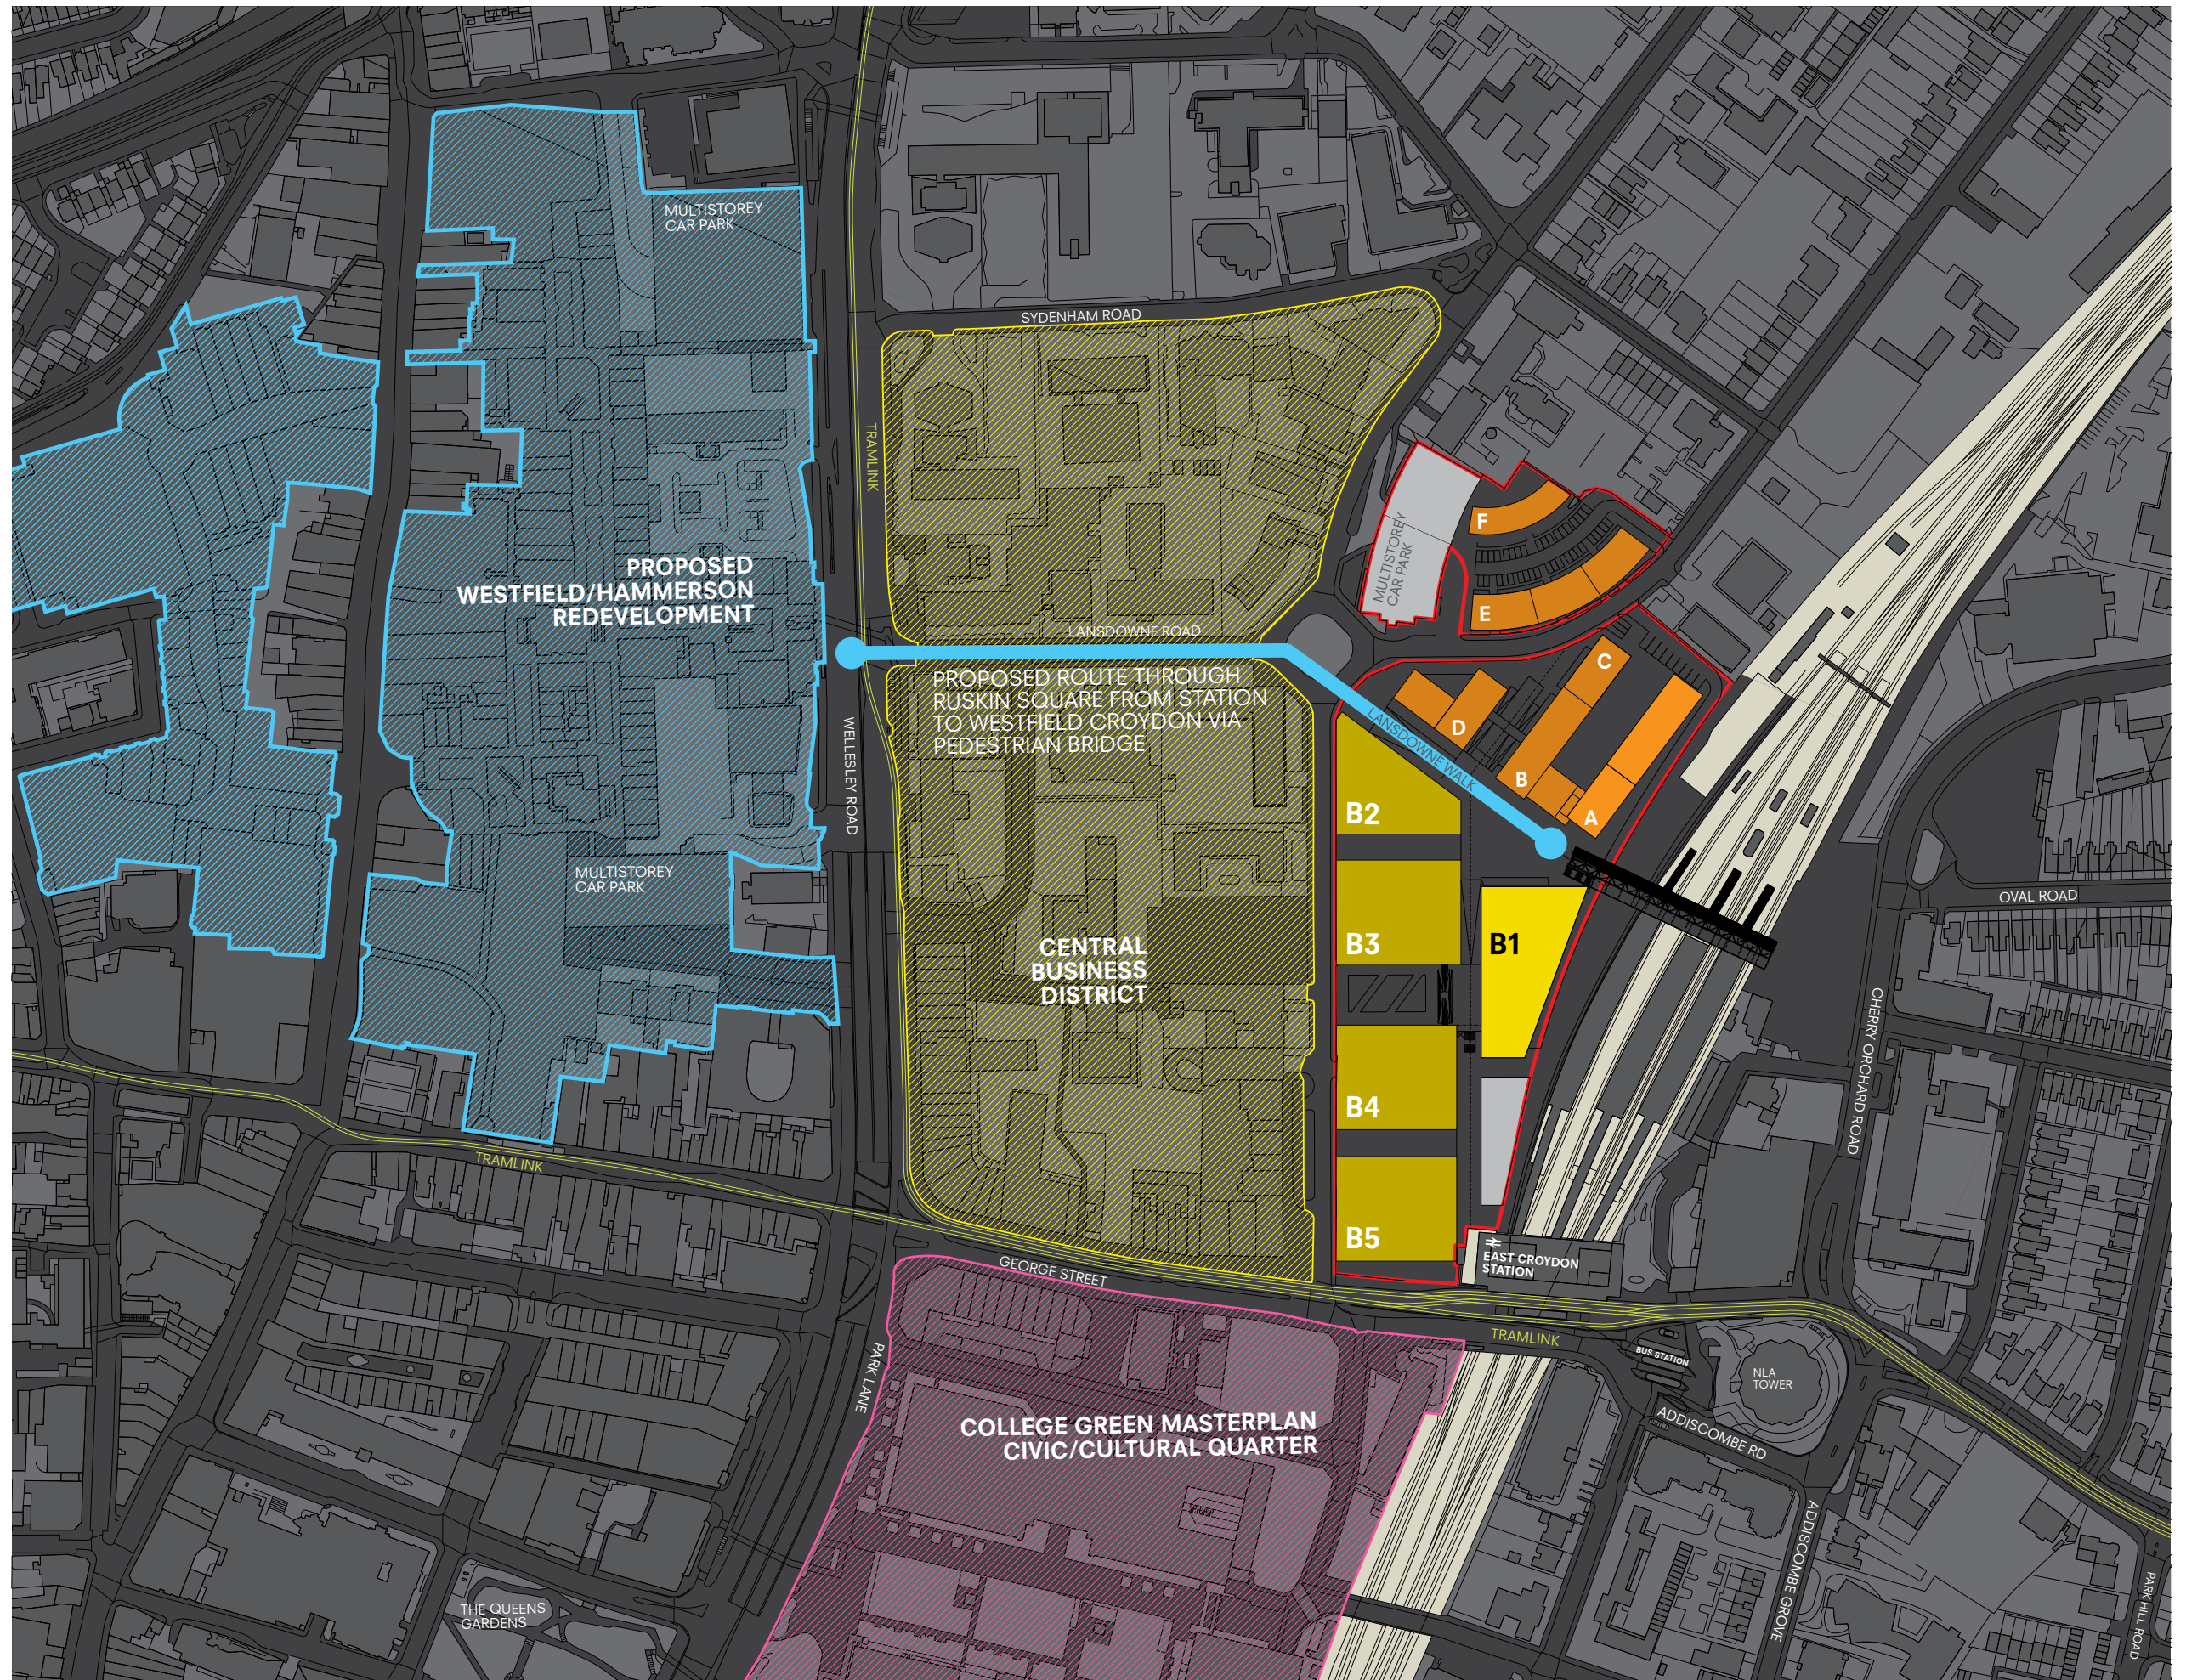 MULTISTOREY
CAR PARK
SYDENHAM ROAD
TRAMLINK
F
MULTISTOREY
CAR PARK
E
PROPOSED
WESTFIELD/HAMMERSON
REDEVELOPMENT
LANSDOWNE ROAD
C
PROPOSED ROUTE THROUGH
RUSKIN SQUARE FROM STATION
TO WESTFIELD CROYDON VIA
PEDESTRIAN BRIDGE
D
LANSDOWNE WALK
WELLESLEY ROAD
B
A
B2
MULTISTOREY
CAR PARK
OVAL ROAD
CENTRAL
BUSINESS
DISTRICT
B3
B1
CHERRY ORCHARD ROAD
B4
TRAMLINK
B5
EAST CROYDON
STATION
GEORGE STREET
TRAMLINK
BUS STATION
NLA
TOWER
PARK LANE
COLLEGE GREEN MASTERPLAN
CIVIC/CULTURAL QUARTER
ADDISCOMBE RD
ADDISCOMBE GROVE
PARK HILL ROAD
THE QUEENS
GARDENS